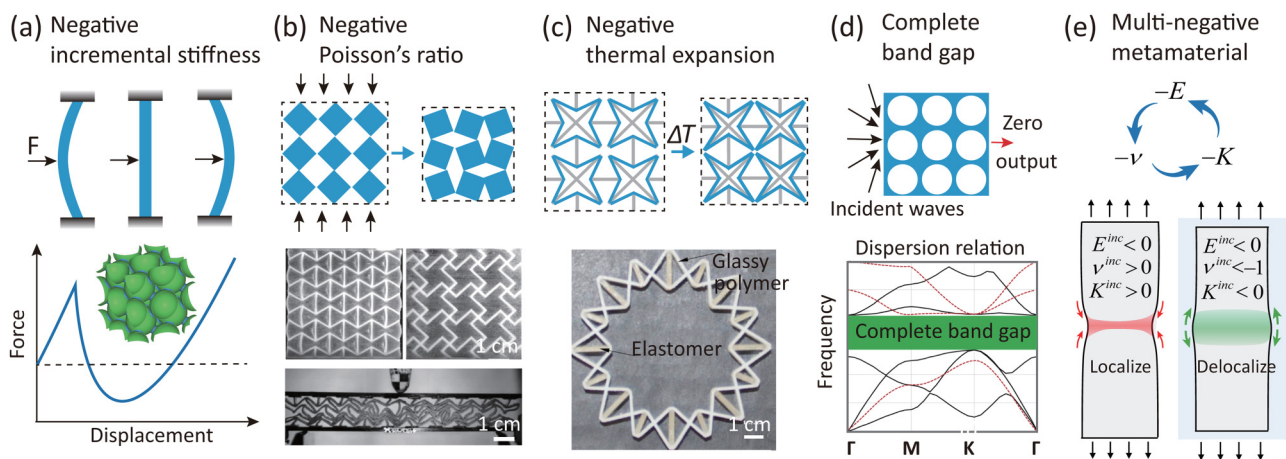 (a) Negative
incremental stiffness
F
Force
Displacement
(b) Negative
Poisson's ratio
1 cm
1 cm
(c) Negative
thermal expansion
ΔT
Glassy
polymer
Elastomer
1 cm
(d) Complete
band gap
Zero
output
Incident waves
Dispersion relation
Frequency
Complete band gap
Γ M K Γ
(e) Multi-negative
metamaterial
−E
−ν
−K
E^inc<0
ν^inc>0
K^inc>0
Localize
E^inc<0
ν^inc<-1
K^inc<0
Delocalize